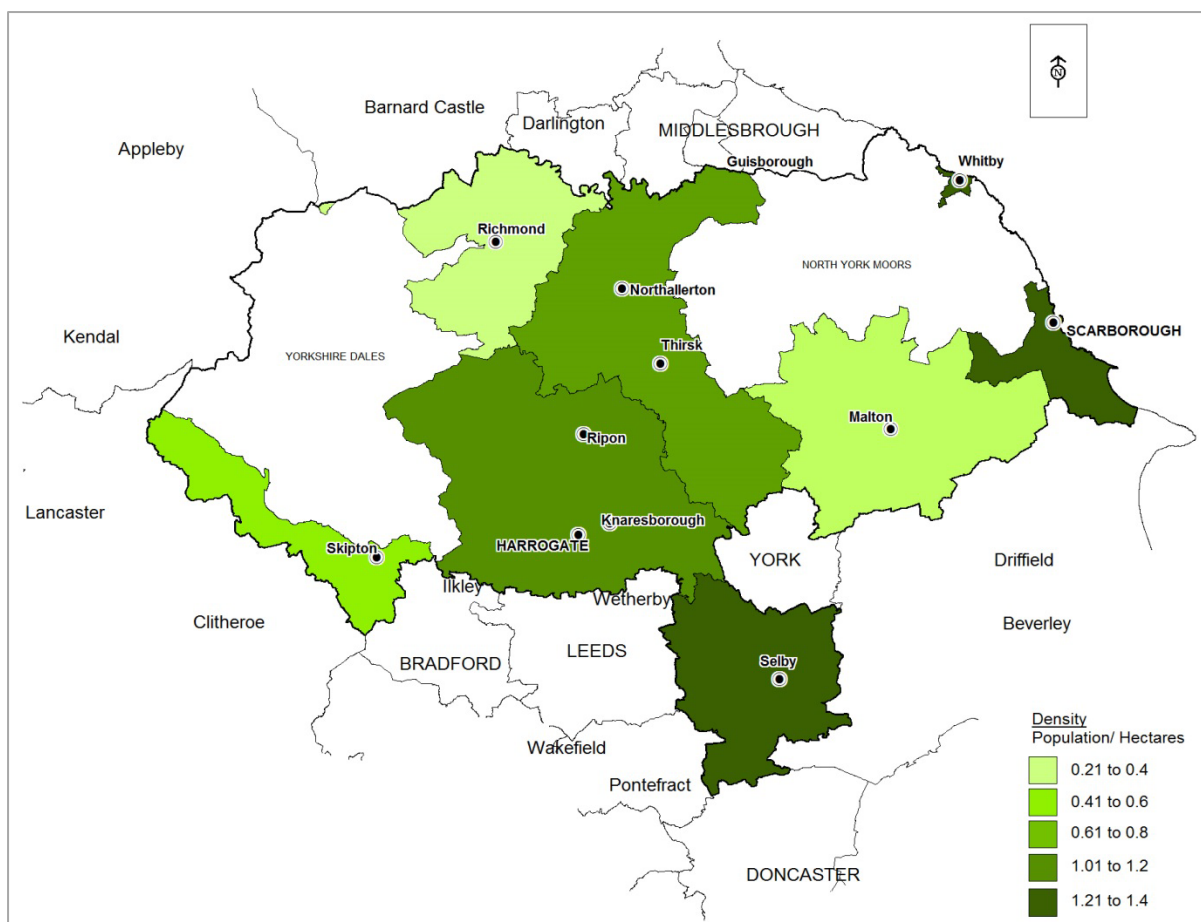 N
Barnard Castle
Darlington
MIDDLESBROUGH
Appleby
Guisborough
Whitby
Richmond
NORTH YORK MOORS
Northallerton
Kendal
SCARBOROUGH
YORKSHIRE DALES
Thirsk
Malton
Ripon
Lancaster
Knaresborough
HARROGATE
Skipton
YORK
Driffield
Ilkley
Wetherby
Clitheroe
Beverley
LEEDS
BRADFORD
Selby
Wakefield
Pontefract
DONCASTER
Density
Population/ Hectares
0.21 to 0.4
0.41 to 0.6
0.61 to 0.8
1.01 to 1.2
1.21 to 1.4